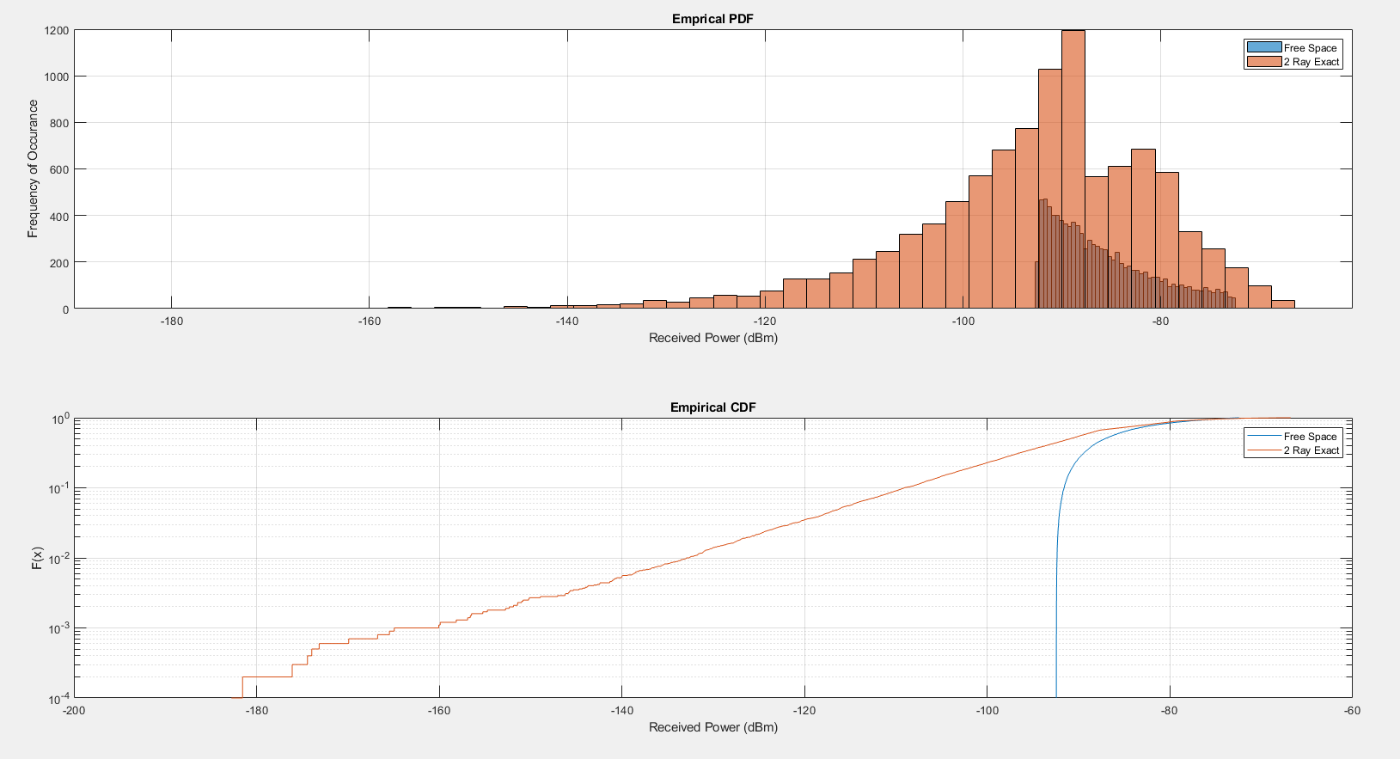 Emprical PDF
1200
1000
800
600
400
200
0
Frequency of Occurance
Free Space
2 Ray Exact
-180 -160 -140 -120 -100 -80
Received Power (dBm)
Empirical CDF
10^0
10^-1
10^-2
10^-3
10^-4
F(x)
Free Space
2 Ray Exact
-200 -180 -160 -140 -120 -100 -80 -60
Received Power (dBm)